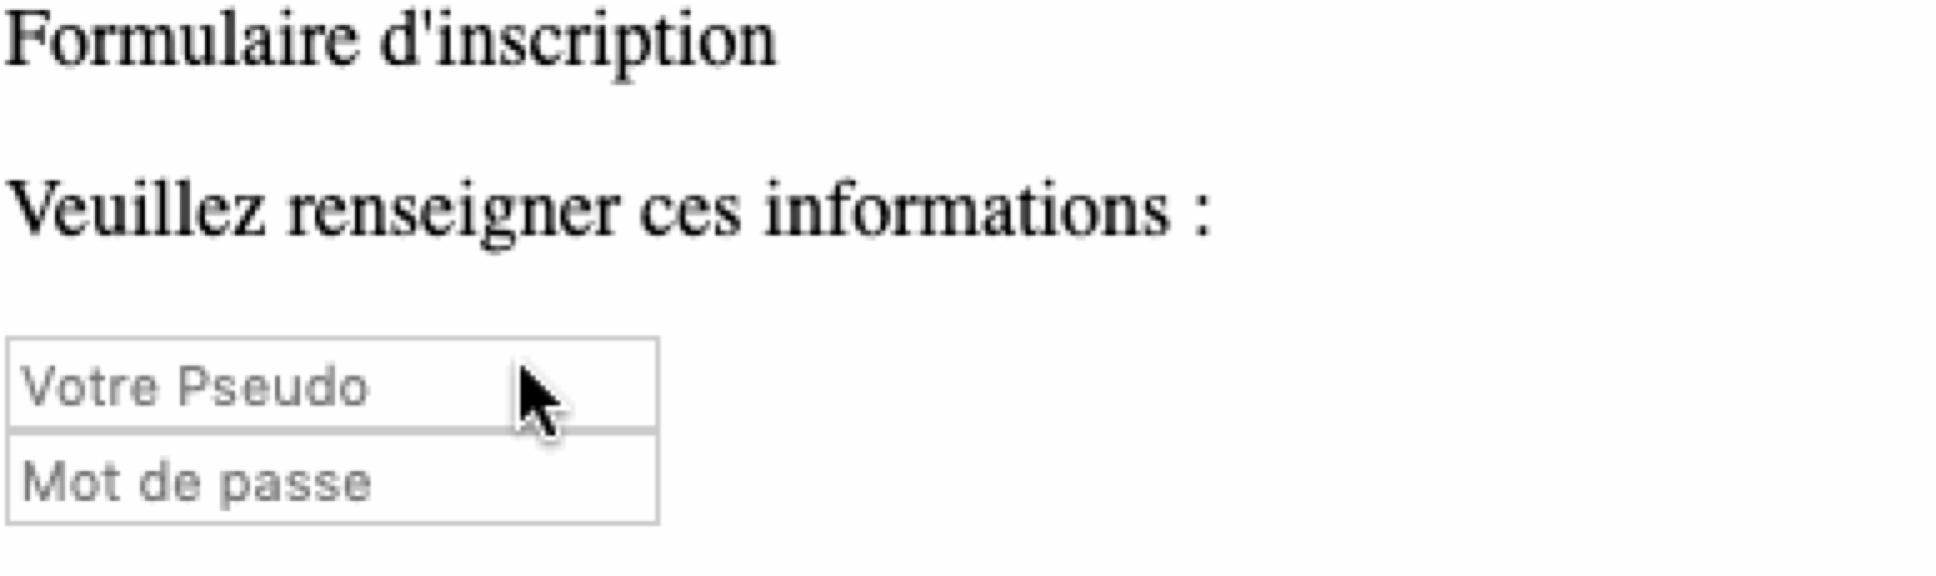 Formulaire d'inscription
Veuillez renseigner ces informations :
Votre Pseudo
Mot de passe